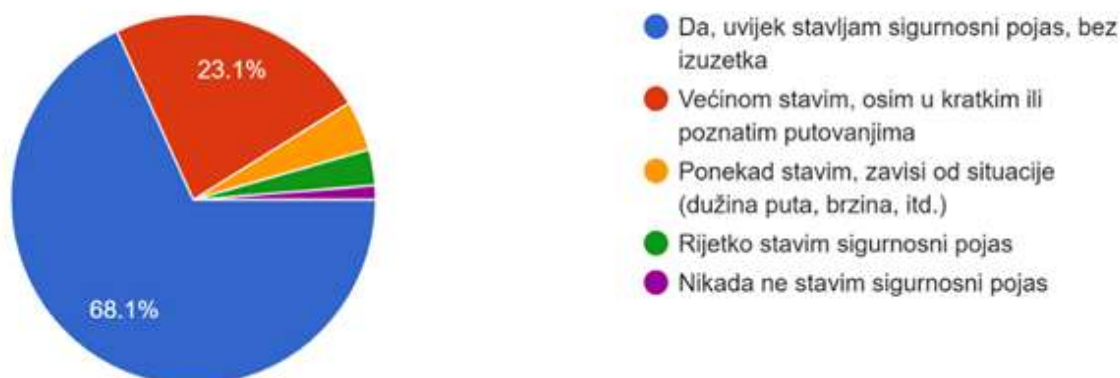 23.1%
68.1%
Da, uvijek stavljam sigurnosni pojas, bez
izuzetka
Većinom stavim, osim u kratkim ili
poznatim putovanjima
Ponekad stavim, zavisi od situacije
(dužina puta, brzina, itd.)
Rijetko stavim sigurnosni pojas
Nikada ne stavim sigurnosni pojas